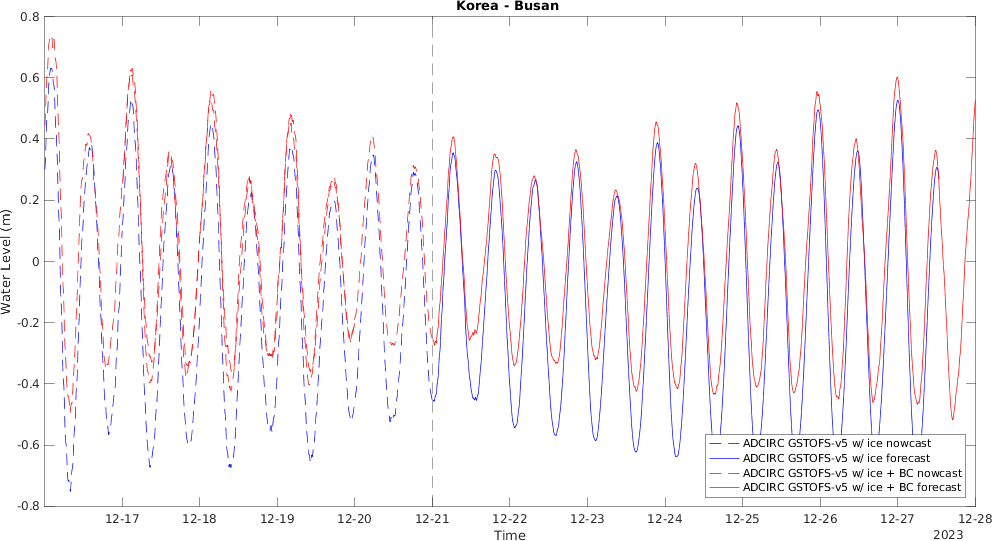 Korea - Busan
0.8
0.6
0.4
0.2
0
-0.2
-0.4
-0.6
-0.8
Water Level (m)
ADCIRC GSTOFS-v5 w/ ice nowcast
ADCIRC GSTOFS-v5 w/ ice forecast
ADCIRC GSTOFS-v5 w/ ice + BC nowcast
ADCIRC GSTOFS-v5 w/ ice + BC forecast
12-17 12-18 12-19 12-20 12-21 12-22 12-23 12-24 12-25 12-26 12-27 12-28
Time
2023